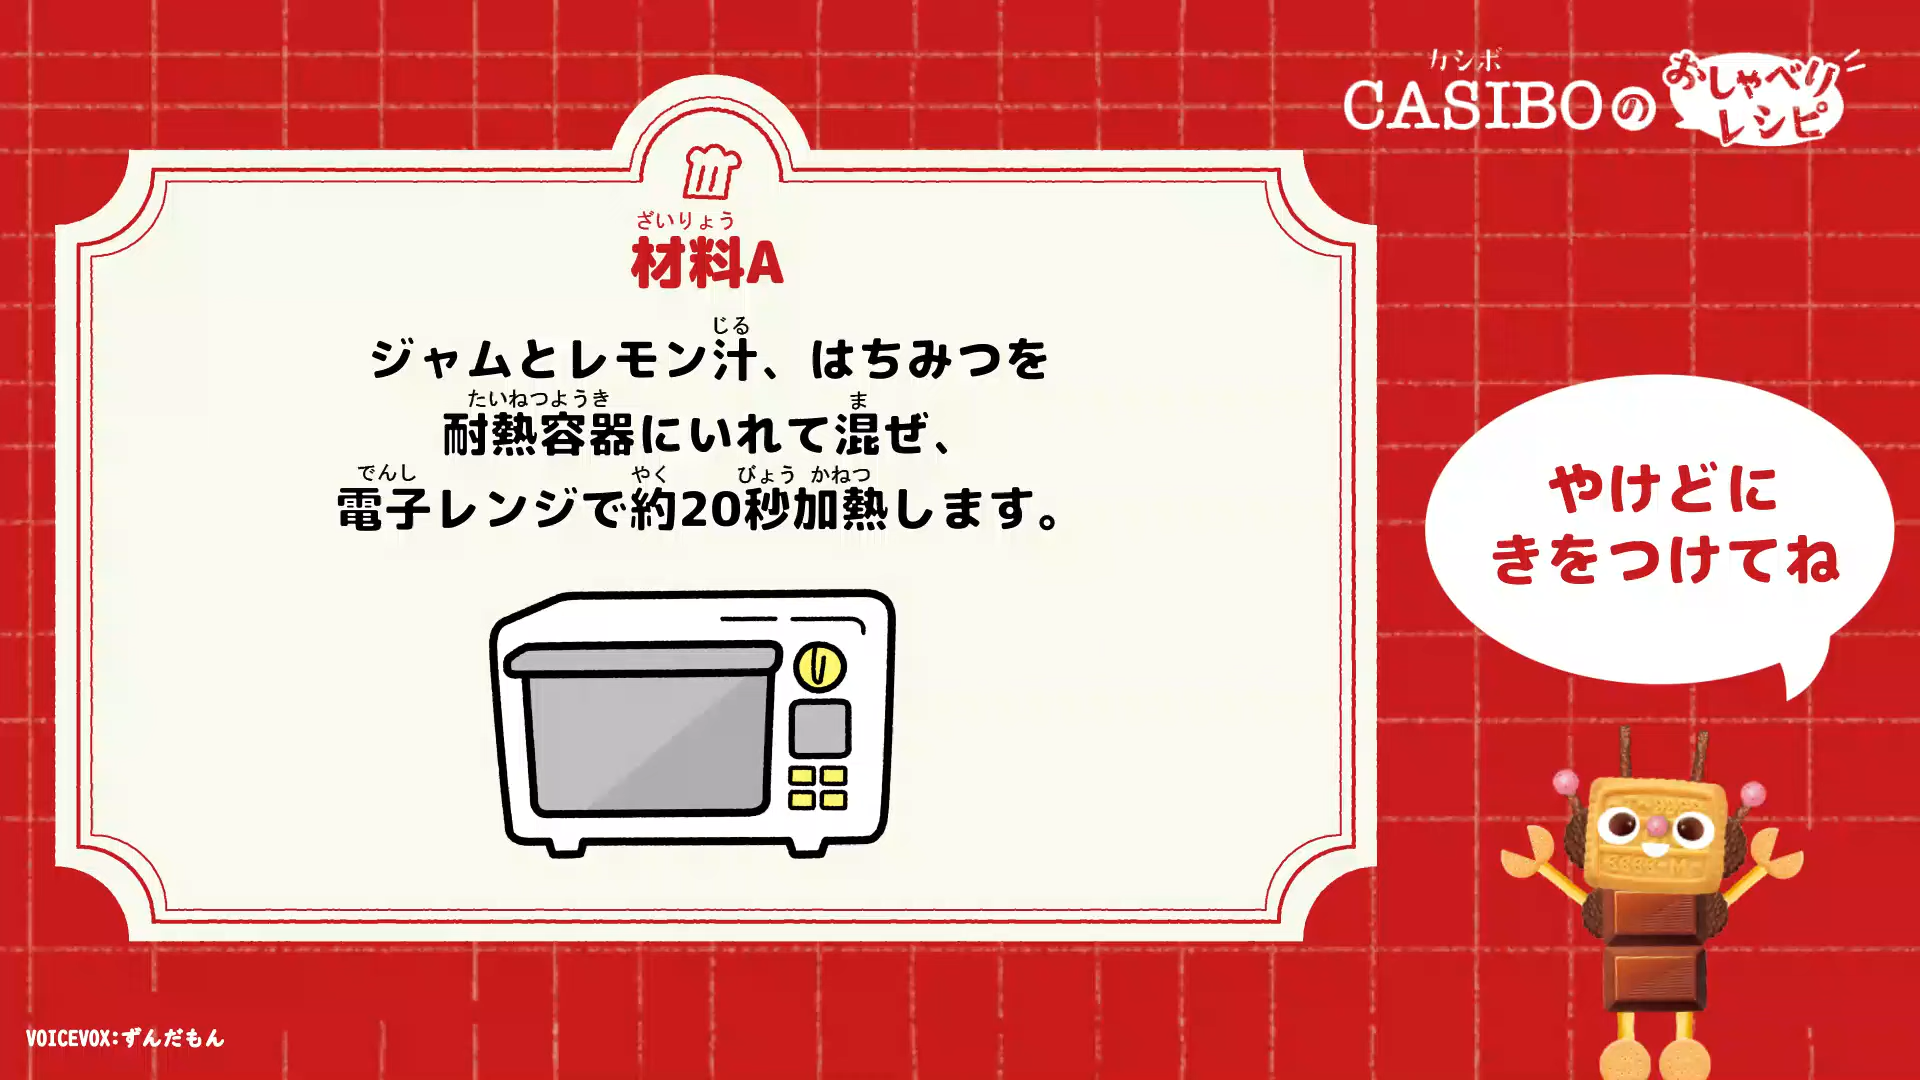 カシボ
CASIBOの
おしゃべり
レシピ
ざいりょう
材料A
じる
ジャムとレモン汁、はちみつを
たいねつようき ま
耐熱容器にいれて混ぜ、
でんし やく びょう かねつ
電子レンジで約20秒加熱します。
やけどに
きをつけてね
VOICEVOX:ずんだもん